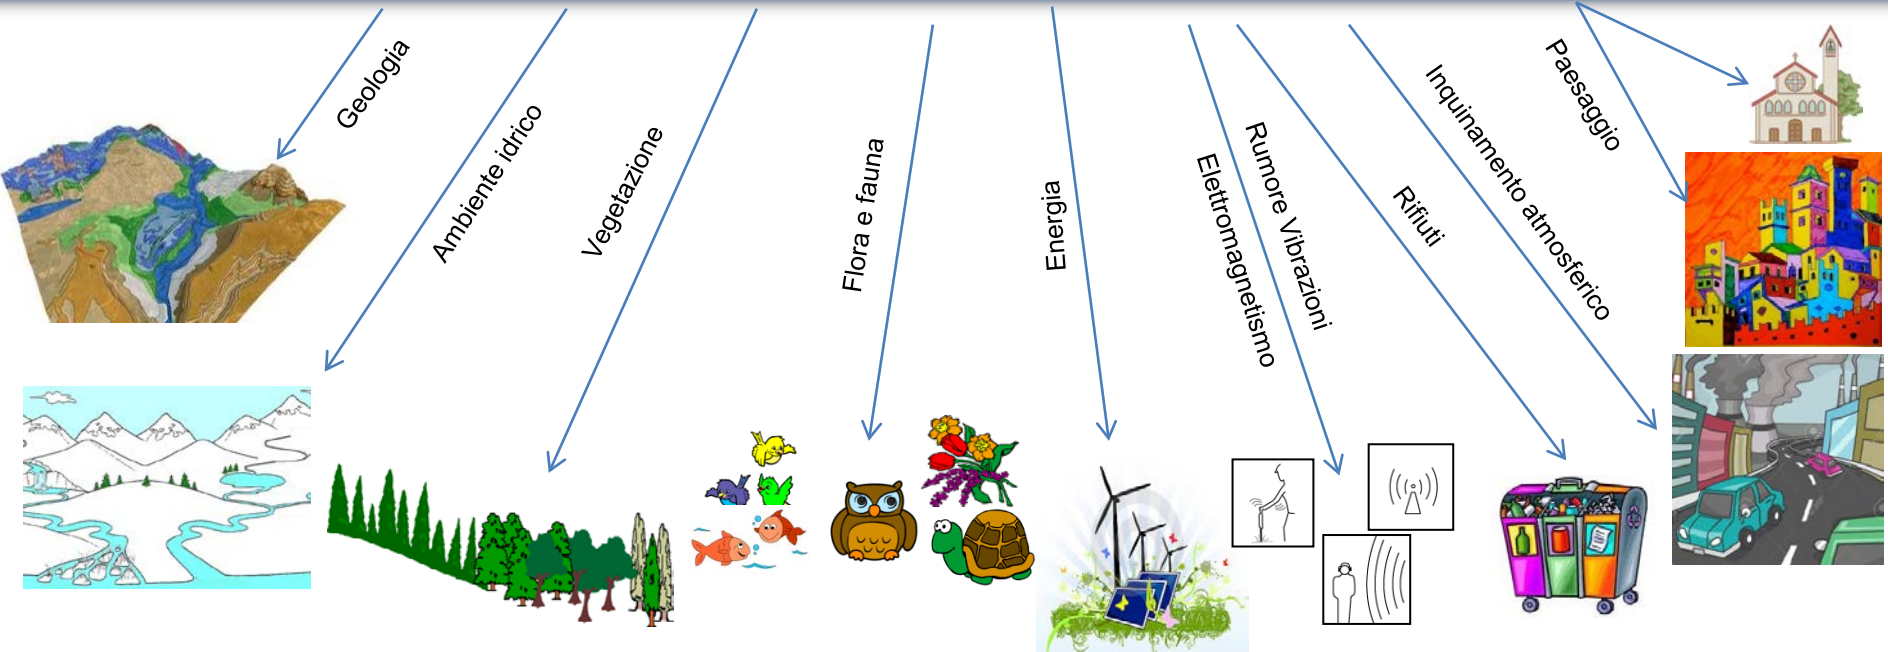 Geologia
Ambiente idrico
Vegetazione
Flora e fauna
Energia
Rumore Vibrazioni
Elettromagnetismo
Rifiuti
Inquinamento atmosferico
Paesaggio